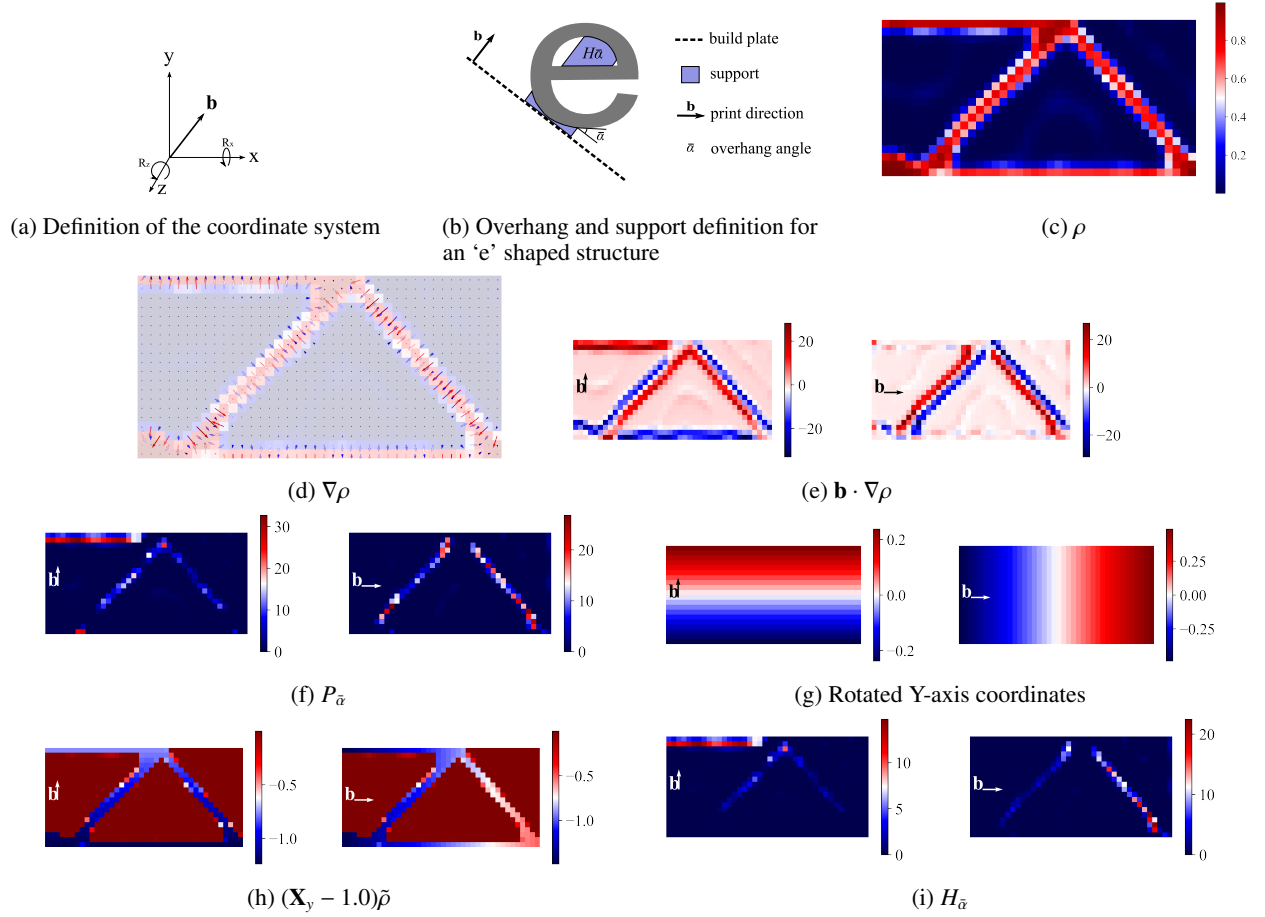 y
b
x
R_x
R_z
z
(a) Definition of the coordinate system
b
Hᾱ
ᾱ
build plate
support
b
print direction
ᾱ
overhang angle
(b) Overhang and support definition for
an ‘e’ shaped structure
0.8
0.6
0.4
0.2
(c) ρ
(d) ∇ρ
b
20
0
−20
b
20
0
−20
(e) b · ∇ρ
b
30
20
10
0
b
20
10
0
(f) P_ᾱ
b
0.2
0.0
−0.2
b
0.25
0.00
−0.25
(g) Rotated Y-axis coordinates
b
−0.5
−1.0
b
−0.5
−1.0
(h) (X_y − 1.0)ρ̃
b
10
5
0
b
20
10
0
(i) H_ᾱ